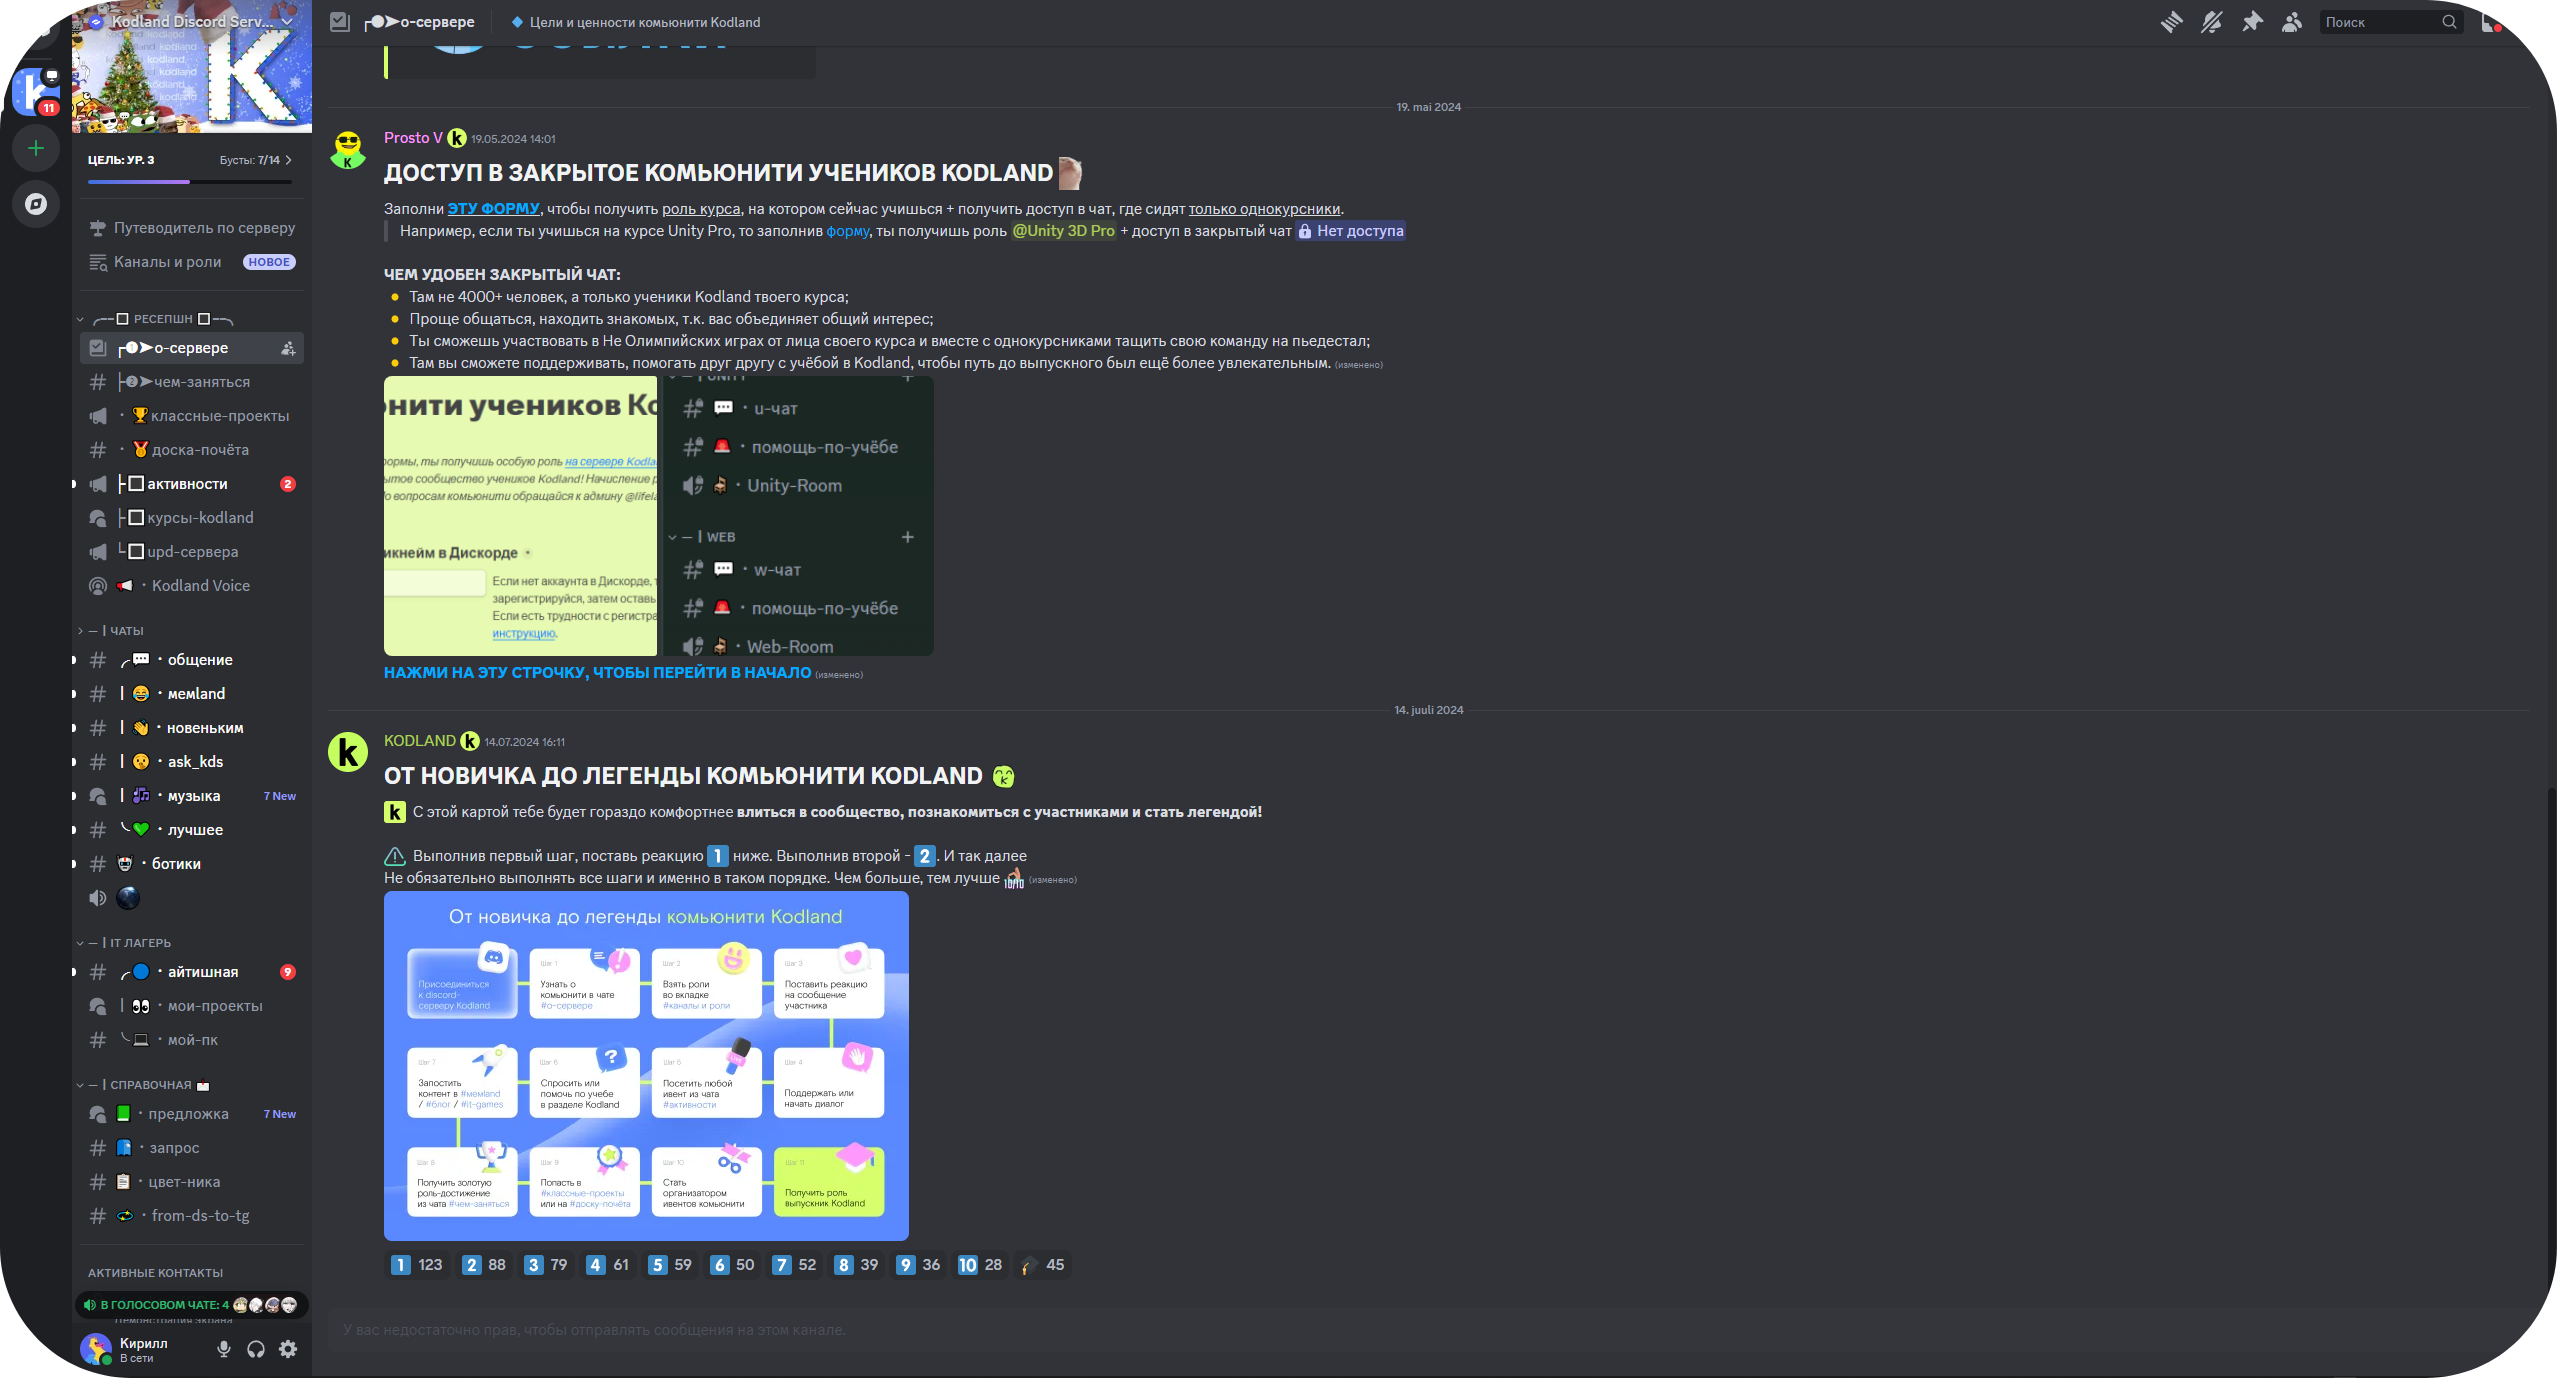 Kodland Discord Serv...
11
ЦЕЛЬ: УР. 3
Бусты: 7/14
Путеводитель по серверу
Каналы и роли
НОВОЕ
РЕСЕПШН
о-сервере
чем-заняться
классные-проекты
доска-почёта
активности
2
курсы-kodland
upd-сервера
Kodland Voice
ЧАТЫ
общение
мемland
новеньким
ask_kds
музыка
7 New
лучшее
ботики
IT ЛАГЕРЬ
айтишная
9
мои-проекты
мой-пк
СПРАВОЧНАЯ
предложка
7 New
запрос
цвет-ника
from-ds-to-tg
АКТИВНЫЕ КОНТАКТЫ
В ГОЛОСОВОМ ЧАТЕ: 4
Кирилл
В сети
о-сервере
Цели и ценности комьюнити Kodland
Поиск
19. mai 2024
Prosto V 19.05.2024 14:01
ДОСТУП В ЗАКРЫТОЕ КОМЬЮНИТИ УЧЕНИКОВ KODLAND
Заполни ЭТУ ФОРМУ, чтобы получить роль курса, на котором сейчас учишься + получить доступ в чат, где сидят только однокурсники.
Например, если ты учишься на курсе Unity Pro, то заполнив форму, ты получишь роль @Unity 3D Pro + доступ в закрытый чат Нет доступа
ЧЕМ УДОБЕН ЗАКРЫТЫЙ ЧАТ:
Там не 4000+ человек, а только ученики Kodland твоего курса;
Проще общаться, находить знакомых, т.к. вас объединяет общий интерес;
Ты сможешь участвовать в Не Олимпийских играх от лица своего курса и вместе с однокурсниками тащить свою команду на пьедестал;
Там вы сможете поддерживать, помогать друг другу с учёбой в Kodland, чтобы путь до выпускного был ещё более увлекательным. (изменено)
онити учеников Ко
ормы, ты получишь особую роль на сервере Kodla
ытое сообщество учеников Kodland! Начисление р
о вопросам комьюнити обращайся к админу @lifela
икнейм в Дискорде
Если нет аккаунта в Дискорде, т
зарегистрируйся, затем оставь
Если есть трудности с регистра
инструкцию.
u-чат
помощь-по-учёбе
Unity-Room
WEB
w-чат
помощь-по-учёбе
Web-Room
НАЖМИ НА ЭТУ СТРОЧКУ, ЧТОБЫ ПЕРЕЙТИ В НАЧАЛО (изменено)
14. juuli 2024
KODLAND 14.07.2024 16:11
ОТ НОВИЧКА ДО ЛЕГЕНДЫ КОМЬЮНИТИ KODLAND
С этой картой тебе будет гораздо комфортнее влиться в сообщество, познакомиться с участниками и стать легендой!
Выполнив первый шаг, поставь реакцию 1 ниже. Выполнив второй - 2. И так далее
Не обязательно выполнять все шаги и именно в таком порядке. Чем больше, тем лучше (изменено)
От новичка до легенды комьюнити Kodland
Присоединиться
к discord-
серверу Kodland
Шаг 1
Узнать о
комьюнити в чате
#о-сервере
Шаг 2
Взять роли
во вкладке
#каналы и роли
Шаг 3
Поставить реакцию
на сообщение
участника
Шаг 7
Запостить
контент в #мемland
/ #блог / #it-games
Шаг 6
Спросить или
помочь по учебе
в разделе Kodland
Шаг 5
Посетить любой
ивент из чата
#активности
Шаг 4
Поддержать или
начать диалог
Шаг 8
Получить золотую
роль-достижение
из чата #чем-заняться
Шаг 9
Попасть в
#классные-проекты
или на #доску-почёта
Шаг 10
Стать
организатором
ивентов комьюнити
Шаг 11
Получить роль
выпускник Kodland
1 123 2 88 3 79 4 61 5 59 6 50 7 52 8 39 9 36 10 28 45
У вас недостаточно прав, чтобы отправлять сообщения на этом канале.